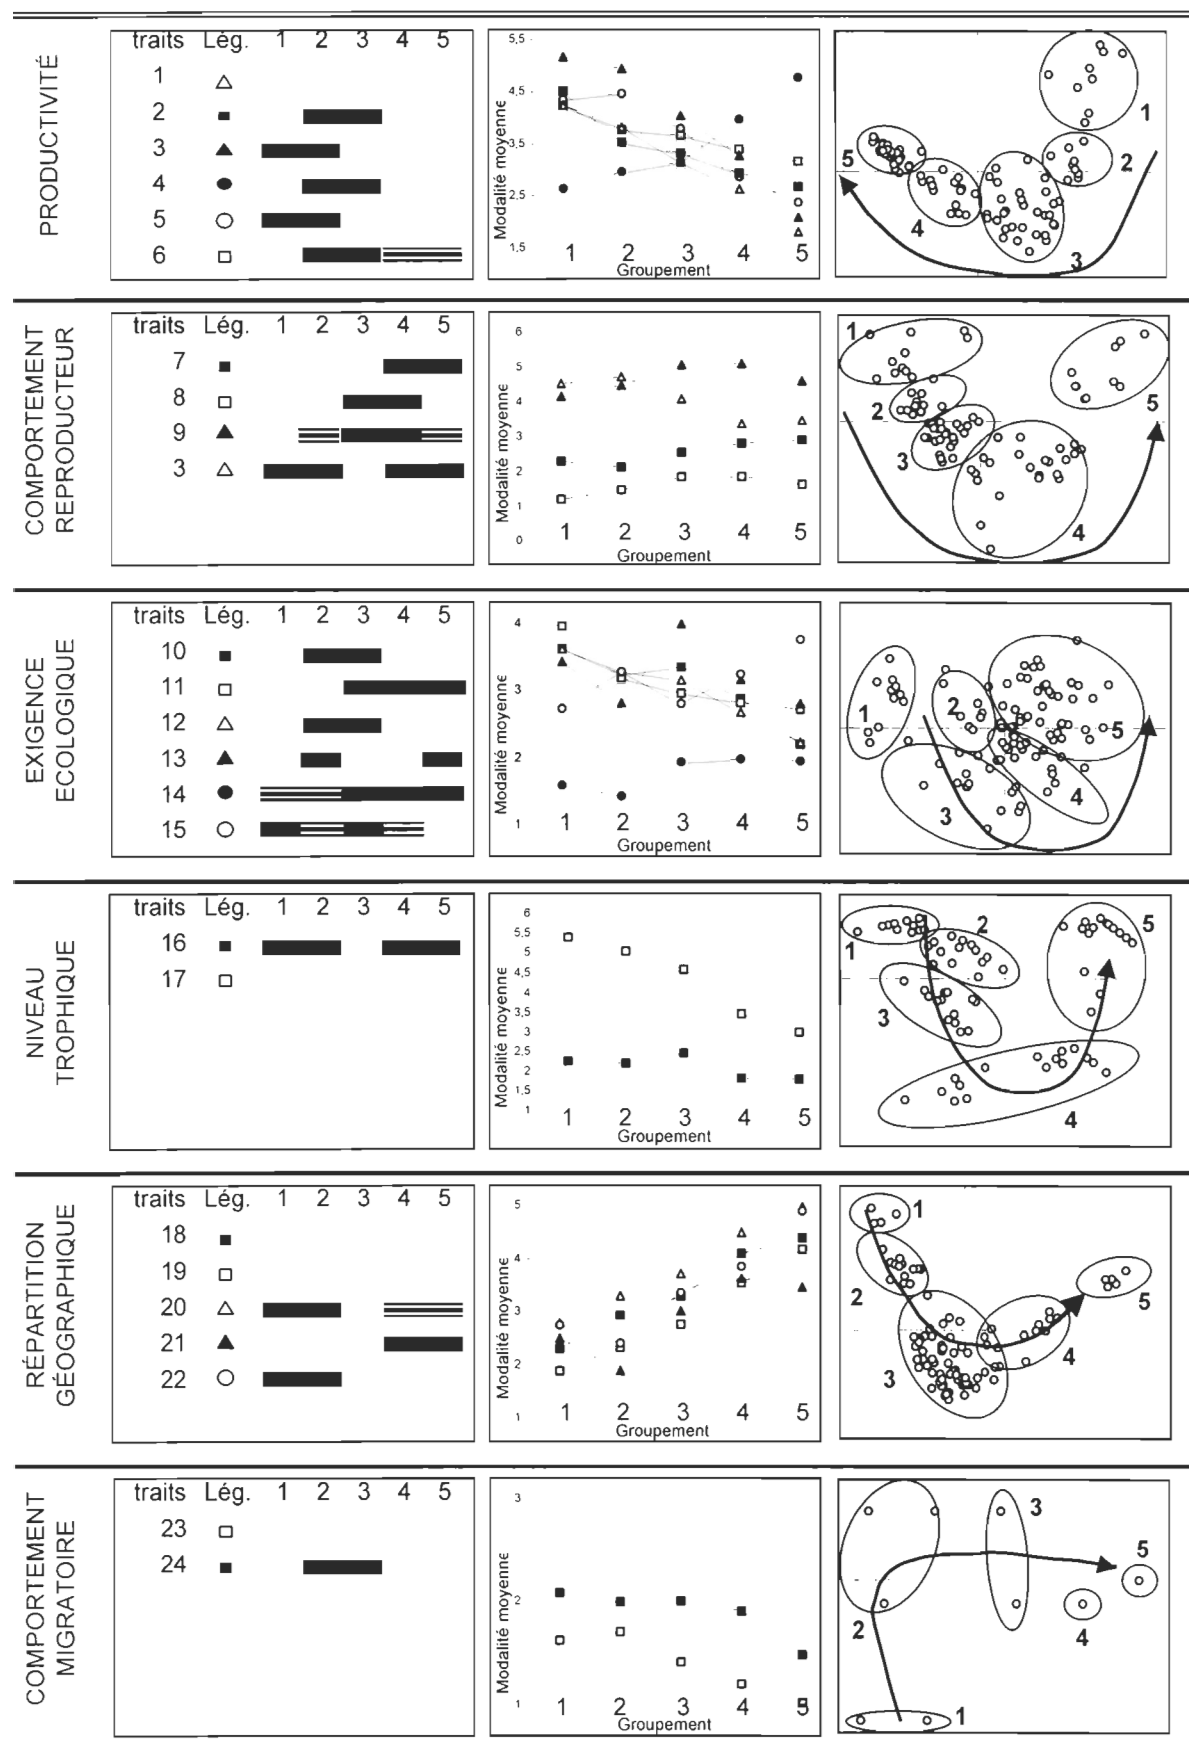 PRODUCTIVITÉ
traits Lég. 1 2 3 4 5
1
2
3
4
5
6
5,5
4,5
3,5
2,5
1,5
Modalité moyenne
1 2 3 4 5
Groupement
1
2
3
4
5
COMPORTEMENT
REPRODUCTEUR
traits Lég. 1 2 3 4 5
7
8
9
3
6
5
4
3
2
1
0
Modalité moyenne
1 2 3 4 5
Groupement
1
2
3
4
5
EXIGENCE
ECOLOGIQUE
traits Lég. 1 2 3 4 5
10
11
12
13
14
15
4
3
2
1
Modalité moyenne
1 2 3 4 5
Groupement
1
2
3
4
5
NIVEAU
TROPHIQUE
traits Lég. 1 2 3 4 5
16
17
6
5,5
5
4,5
4
3,5
3
2,5
2
1,5
1
Modalité moyenne
1 2 3 4 5
Groupement
1
2
3
4
5
RÉPARTITION
GÉOGRAPHIQUE
traits Lég. 1 2 3 4 5
18
19
20
21
22
5
4
3
2
1
Modalité moyenne
1 2 3 4 5
Groupement
1
2
3
4
5
COMPORTEMENT
MIGRATOIRE
traits Lég. 1 2 3 4 5
23
24
3
2
1
Modalité moyenne
1 2 3 4 5
Groupement
1
2
3
4
5